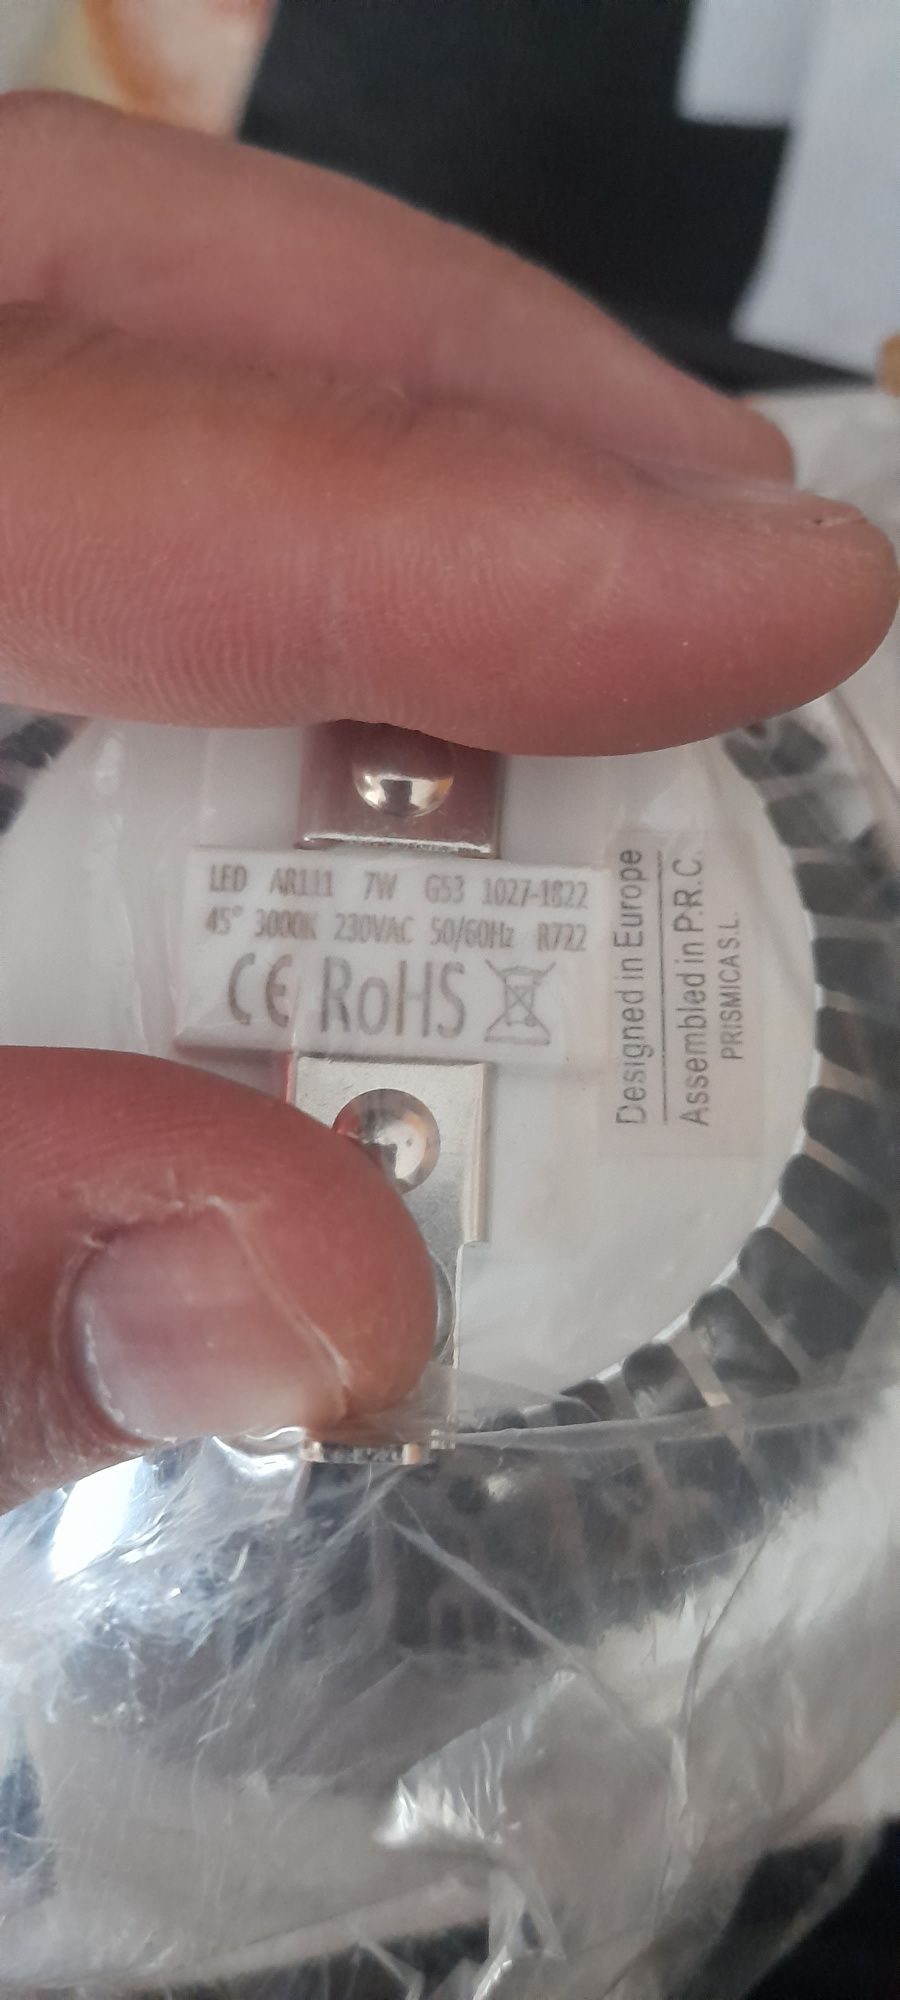 LED AR111 7W G53 1027-1822
45° 3000K 230VAC 50/60Hz R722
CE RoHS
Designed in Europe
Assembled in P.R.C.
PRISMICA S.L.